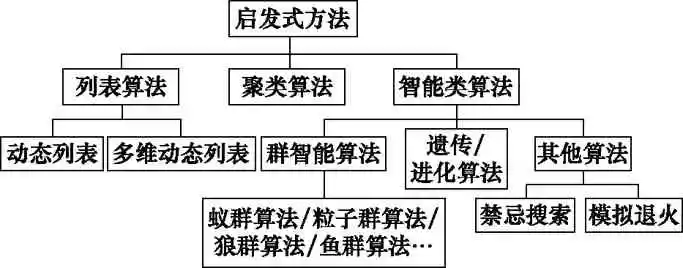 启发式方法
列表算法
聚类算法
智能类算法
动态列表
多维动态列表
群智能算法
遗传/
进化算法
其他算法
蚁群算法/粒子群算法/
狼群算法/鱼群算法…
禁忌搜索
模拟退火